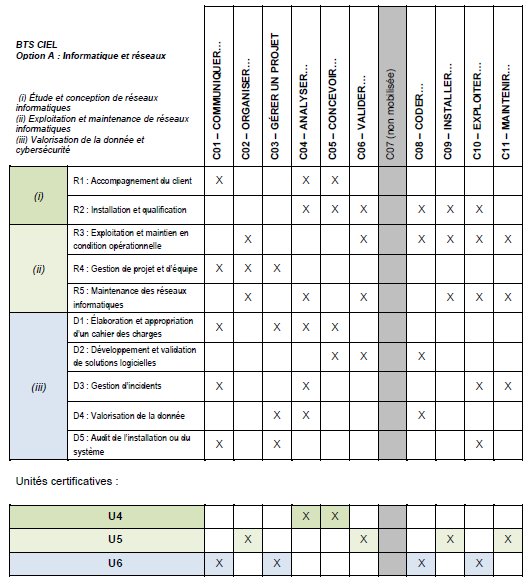 BTS CIEL
Option A : Informatique et réseaux
(i) Étude et conception de réseaux
informatiques
(ii) Exploitation et maintenance de réseaux
informatiques
(iii) Valorisation de la donnée et
cybersécurité
C01 – COMMUNIQUER…
C02 – ORGANISER…
C03 – GÉRER UN PROJET
C04 – ANALYSER…
C05 – CONCEVOIR…
C06 – VALIDER…
C07 (non mobilisée)
C08 – CODER…
C09 – INSTALLER…
C10 – EXPLOITER…
C11 – MAINTENIR…
(i)
R1 : Accompagnement du client X X X
R2 : Installation et qualification X X X X X X
(ii)
R3 : Exploitation et maintien en
condition opérationnelle X X X X X X
R4 : Gestion de projet et d'équipe X X X
R5 : Maintenance des réseaux
informatiques X X X X X X
(iii)
D1 : Élaboration et appropriation
d'un cahier des charges X X X X
D2 : Développement et validation
de solutions logicielles X X X
D3 : Gestion d'incidents X X X X
D4 : Valorisation de la donnée X X X
D5 : Audit de l'installation ou du
système X X X
Unités certificatives :
U4 X X
U5 X X X X
U6 X X X X